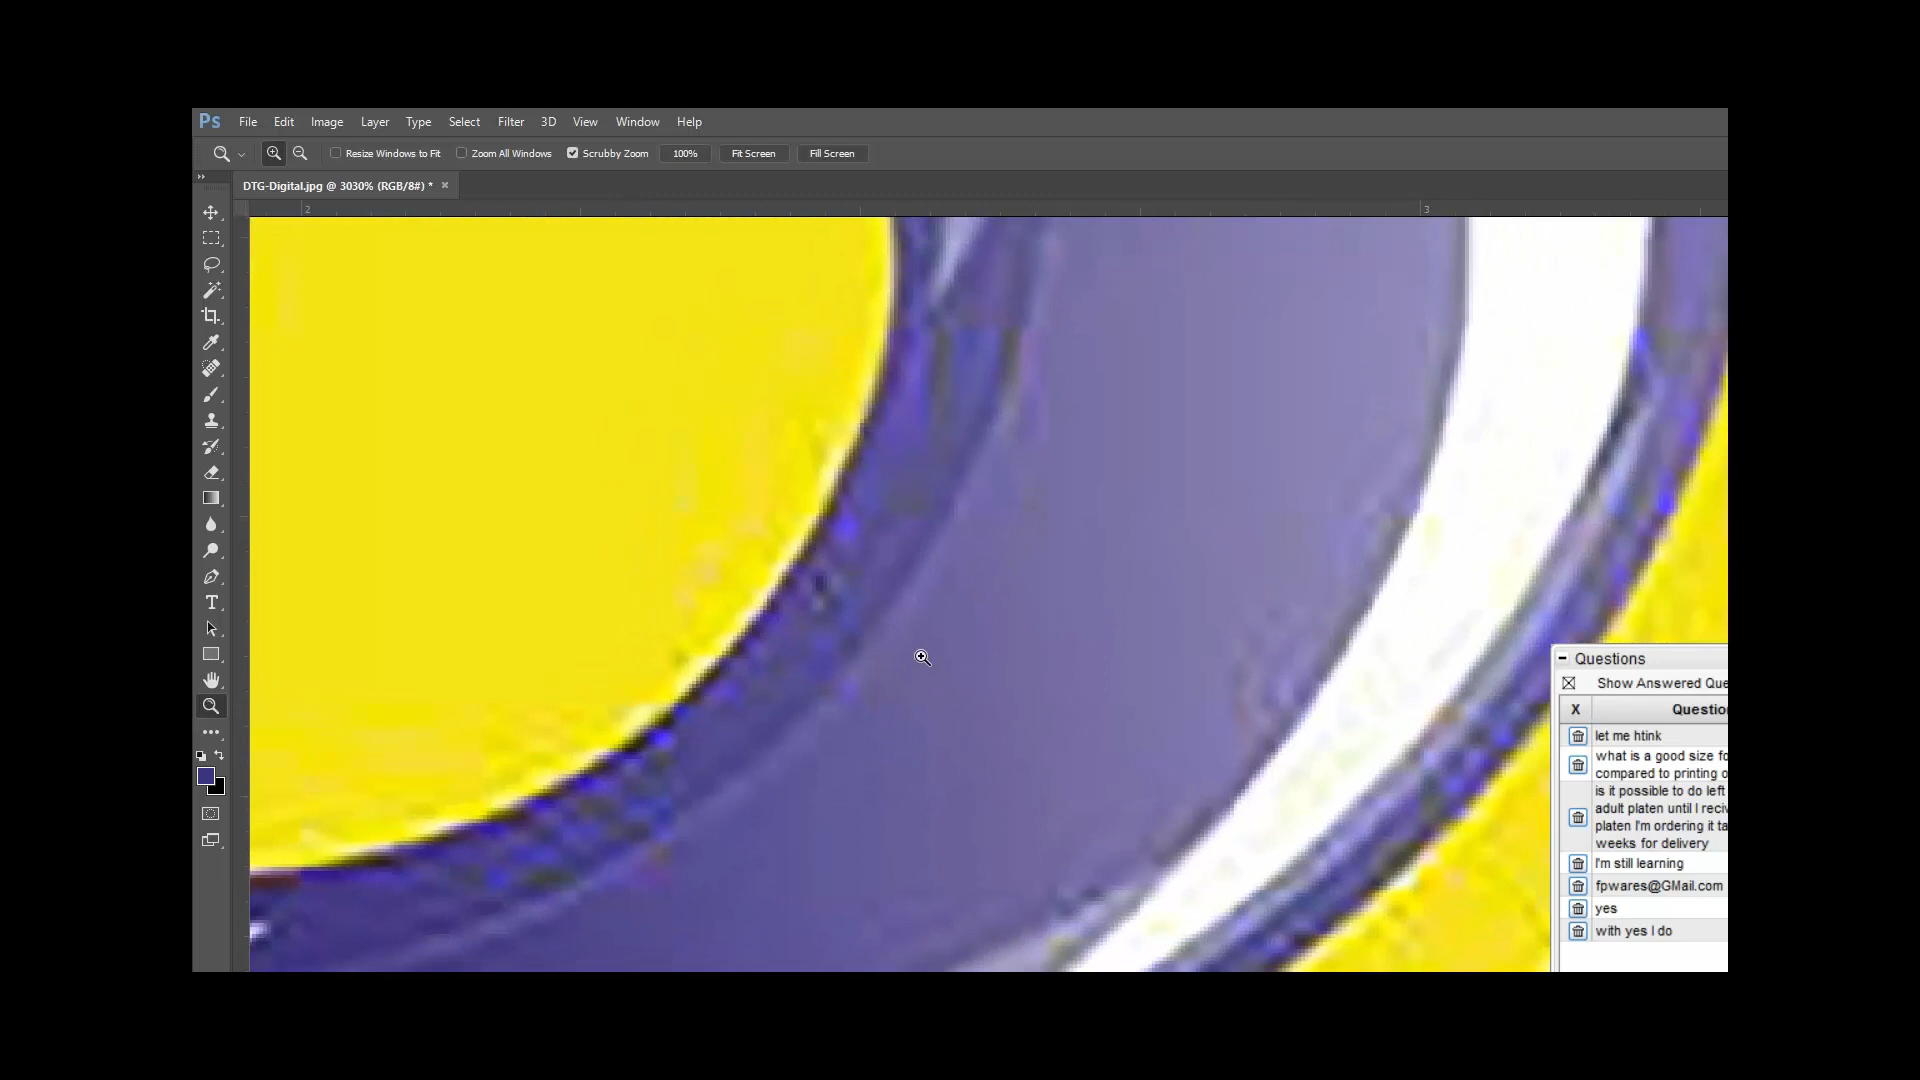 Ps File Edit Image Layer Type Select Filter 3D View Window Help
Resize Windows to Fit Zoom All Windows Scrubby Zoom 100% Fit Screen Fill Screen
DTG-Digital.jpg @ 3030% (RGB/8#) *
2 3
Questions
Show Answered Que
X Questio
let me htink
what is a good size fo
compared to printing o
is it possible to do left
adult platen until I reciv
platen I'm ordering it ta
weeks for delivery
I'm still learning
fpwares@GMail.com
yes
with yes I do